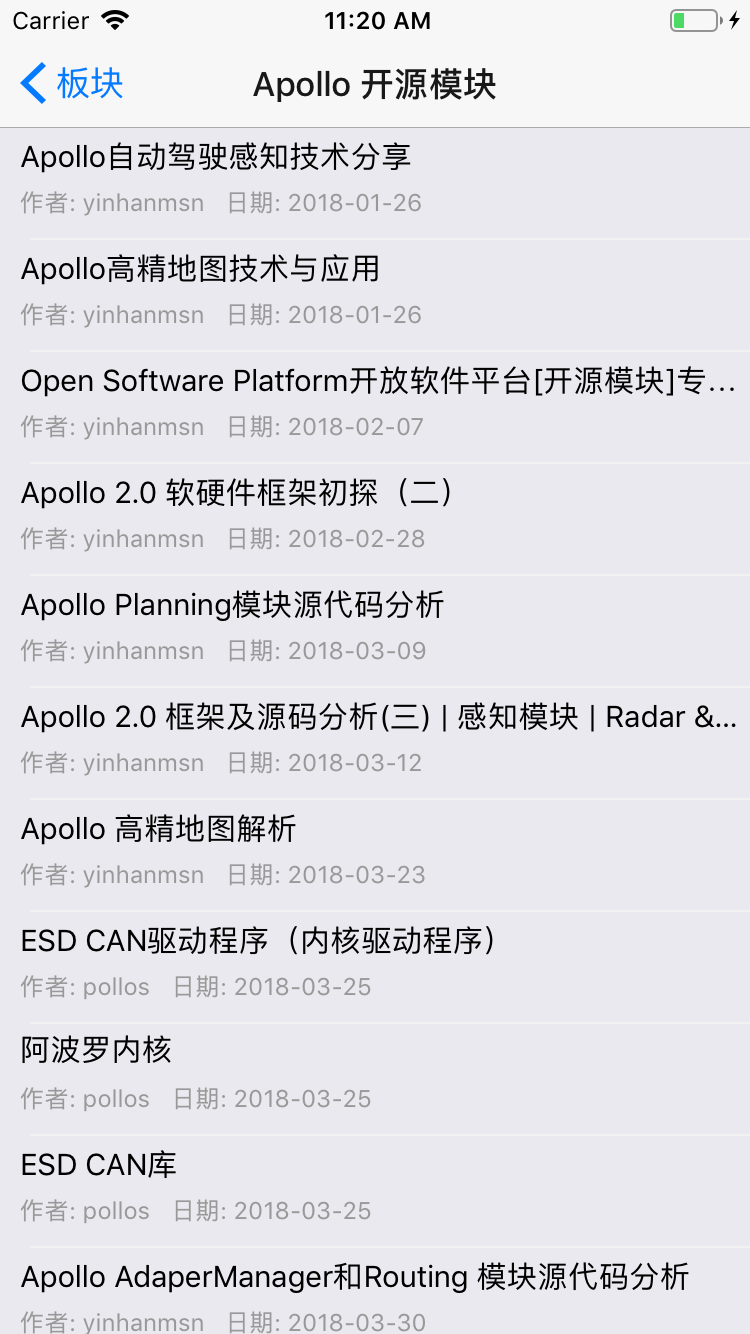 Carrier 11:20 AM
板块 Apollo 开源模块
Apollo自动驾驶感知技术分享
作者: yinhanmsn 日期: 2018-01-26
Apollo高精地图技术与应用
作者: yinhanmsn 日期: 2018-01-26
Open Software Platform开放软件平台[开源模块]专...
作者: yinhanmsn 日期: 2018-02-07
Apollo 2.0 软硬件框架初探（二）
作者: yinhanmsn 日期: 2018-02-28
Apollo Planning模块源代码分析
作者: yinhanmsn 日期: 2018-03-09
Apollo 2.0 框架及源码分析(三) | 感知模块 | Radar &...
作者: yinhanmsn 日期: 2018-03-12
Apollo 高精地图解析
作者: yinhanmsn 日期: 2018-03-23
ESD CAN驱动程序（内核驱动程序）
作者: pollos 日期: 2018-03-25
阿波罗内核
作者: pollos 日期: 2018-03-25
ESD CAN库
作者: pollos 日期: 2018-03-25
Apollo AdaperManager和Routing 模块源代码分析
作者: yinhanmsn 日期: 2018-03-30